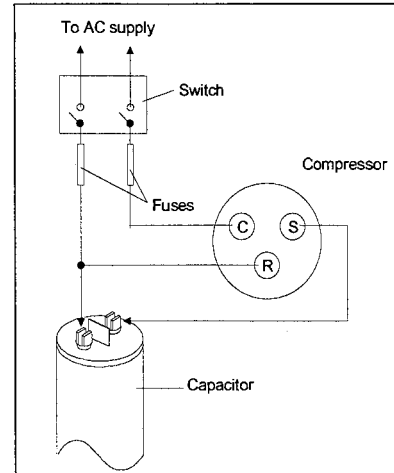 To AC supply
Switch
Compressor
Fuses
C
S
R
Capacitor